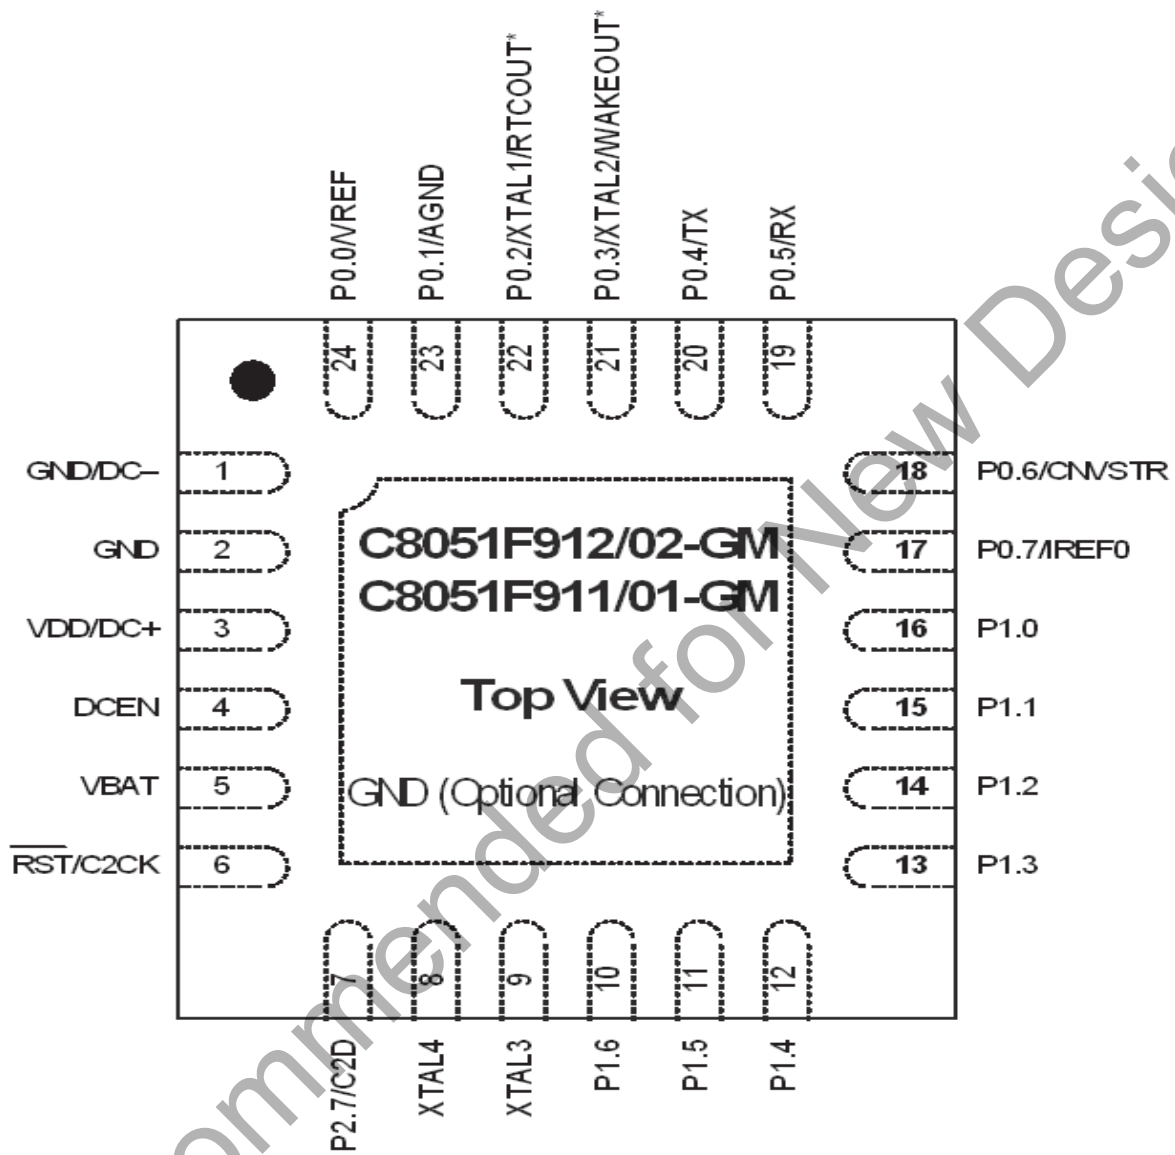 P0.0/VREF
P0.1/AGND
P0.2/XTAL1/RTCOUT*
P0.3/XTAL2/WAKEOUT*
P0.4/TX
P0.5/RX
24
23
22
21
20
19
GND/DC–
1
GND
2
VDD/DC+
3
DCEN
4
VBAT
5
RST/C2CK
6
C8051F912/02-GM
C8051F911/01-GM
Top View
GND (Optional Connection)
18
P0.6/CNVSTR
17
P0.7/IREF0
16
P1.0
15
P1.1
14
P1.2
13
P1.3
7
8
9
10
11
12
P2.7/C2D
XTAL4
XTAL3
P1.6
P1.5
P1.4
ommended for New Desi